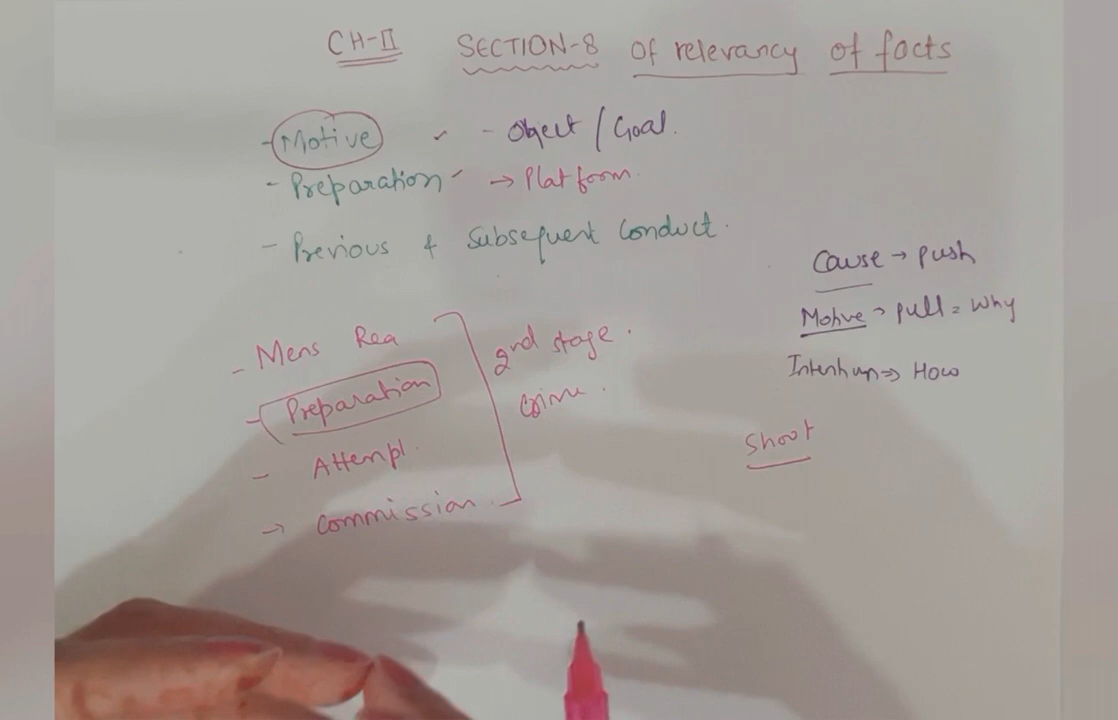 CH-II SECTION-8 of relevancy of facts
- Motive - Object / Goal.
- Preparation → Platform.
- Previous & Subsequent Conduct.
Cause → push
Motive → pull = Why
Intention ⇒ How
Shoot
- Mens Rea
- Preparation
- Attempt.
→ Commission.
2nd stage.
Crime.